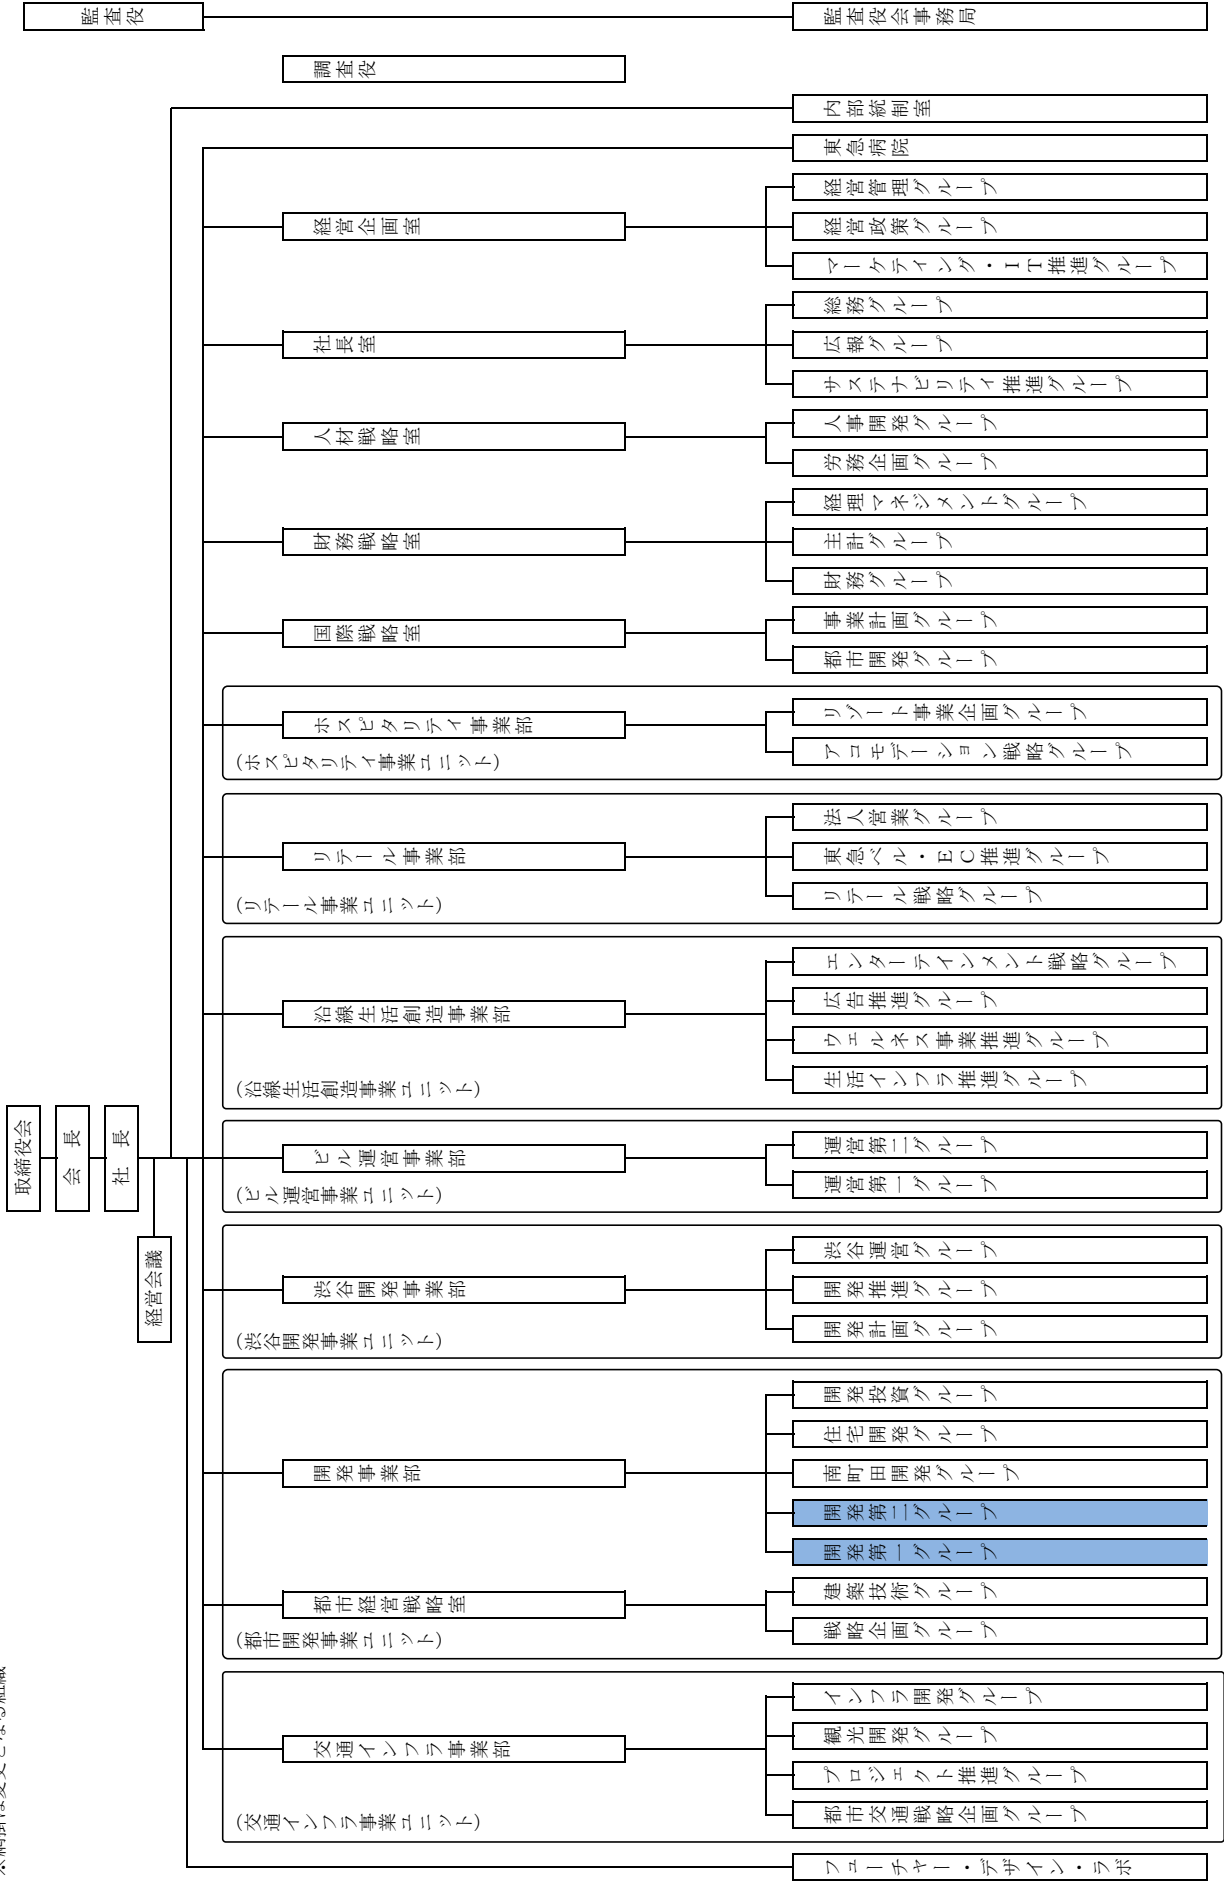 ※網掛は変更となる組織
取締役会
会　長
社　長
経営会議
監査役
監査役会事務局
調査役
内部統制室
東急病院
経営企画室
経営管理グループ
経営政策グループ
マーケティング・ＩＴ推進グループ
社長室
総務グループ
広報グループ
サステナビリティ推進グループ
人材戦略室
人事開発グループ
労務企画グループ
財務戦略室
経理マネジメントグループ
主計グループ
財務グループ
国際戦略室
事業計画グループ
都市開発グループ
ホスピタリティ事業部
(ホスピタリティ事業ユニット)
リゾート事業企画グループ
アコモデーション戦略グループ
リテール事業部
(リテール事業ユニット)
法人営業グループ
東急ベル・ＥＣ推進グループ
リテール戦略グループ
沿線生活創造事業部
(沿線生活創造事業ユニット)
エンターテインメント戦略グループ
広告推進グループ
ウェルネス事業推進グループ
生活インフラ推進グループ
ビル運営事業部
(ビル運営事業ユニット)
運営第二グループ
運営第一グループ
渋谷開発事業部
(渋谷開発事業ユニット)
渋谷運営グループ
開発推進グループ
開発計画グループ
開発事業部
開発投資グループ
住宅開発グループ
南町田開発グループ
開発第二グループ
開発第一グループ
都市経営戦略室
(都市開発事業ユニット)
建築技術グループ
戦略企画グループ
交通インフラ事業部
(交通インフラ事業ユニット)
インフラ開発グループ
観光開発グループ
プロジェクト推進グループ
都市交通戦略企画グループ
フューチャー・デザイン・ラボ